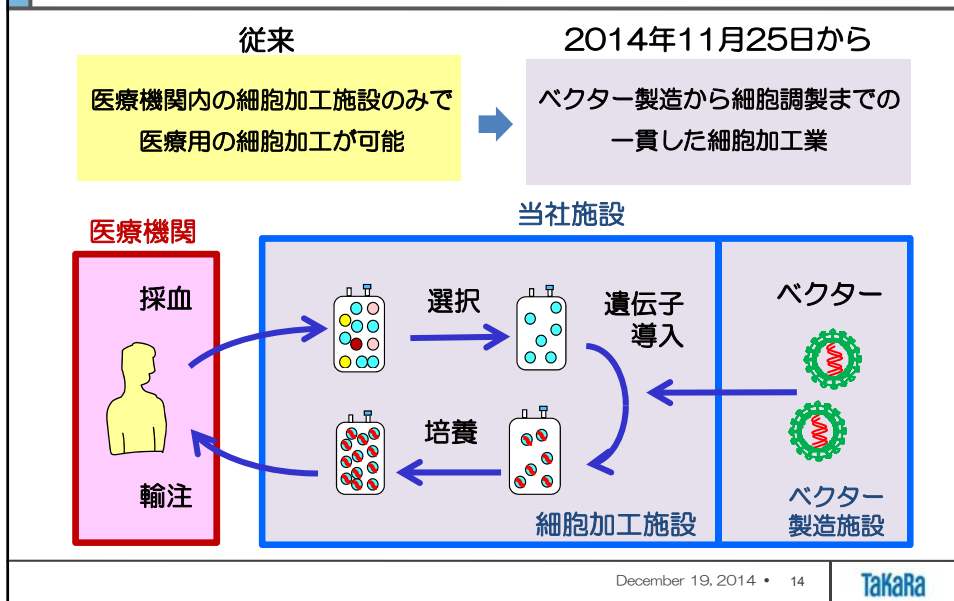 従来
2014年11月25日から
医療機関内の細胞加工施設のみで
医療用の細胞加工が可能
ベクター製造から細胞調製までの
一貫した細胞加工業
当社施設
医療機関
採血
選択
遺伝子
導入
ベクター
培養
輸注
細胞加工施設
ベクター
製造施設
December 19, 2014 • 14
TaKaRa